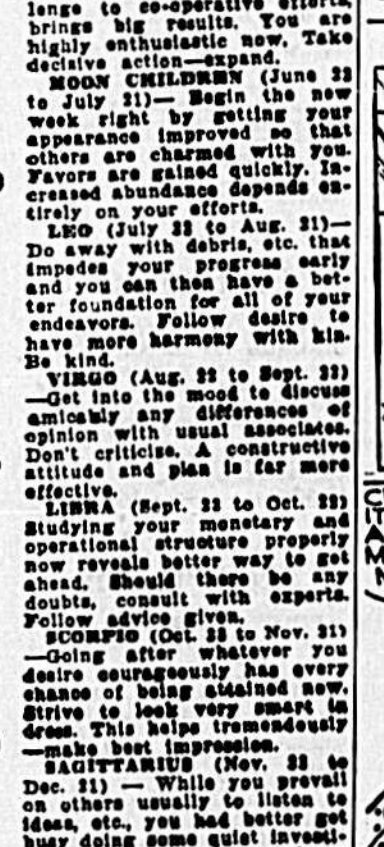 lenge to co-operative efforts,
brings big results. You are
highly enthusiastic now. Take
decisive action—expand.
MOON CHILDREN (June 22
to July 21)— Begin the new
week right by getting your
appearance improved so that
others are charmed with you.
Favors are gained quickly. In-
creased abundance depends en-
tirely on your efforts.
LEO (July 22 to Aug. 21)—
Do away with debris, etc. that
impedes your progress early
and you can then have a bet-
ter foundation for all of your
endeavors. Follow desire to
have more harmony with kin.
Be kind.
VIRGO (Aug. 22 to Sept. 22)
—Get into the mood to discuss
amicably any differences of
opinion with usual associates.
Don't criticise. A constructive
attitude and plan is far more
effective.
LIBRA (Sept. 23 to Oct. 22)
Studying your monetary and
operational structure properly
now reveals better way to get
ahead. Should there be any
doubts, consult with experts.
Follow advice given.
SCORPIO (Oct. 23 to Nov. 21)
—Going after whatever you
desire courageously has every
chance of being attained now.
Strive to look very smart in
dress. This helps tremendously
—make best impression.
SAGITTARIUS (Nov. 22 to
Dec. 21) — While you prevail
on others usually to listen to
ideas, etc., you had better get
busy doing some quiet investi-